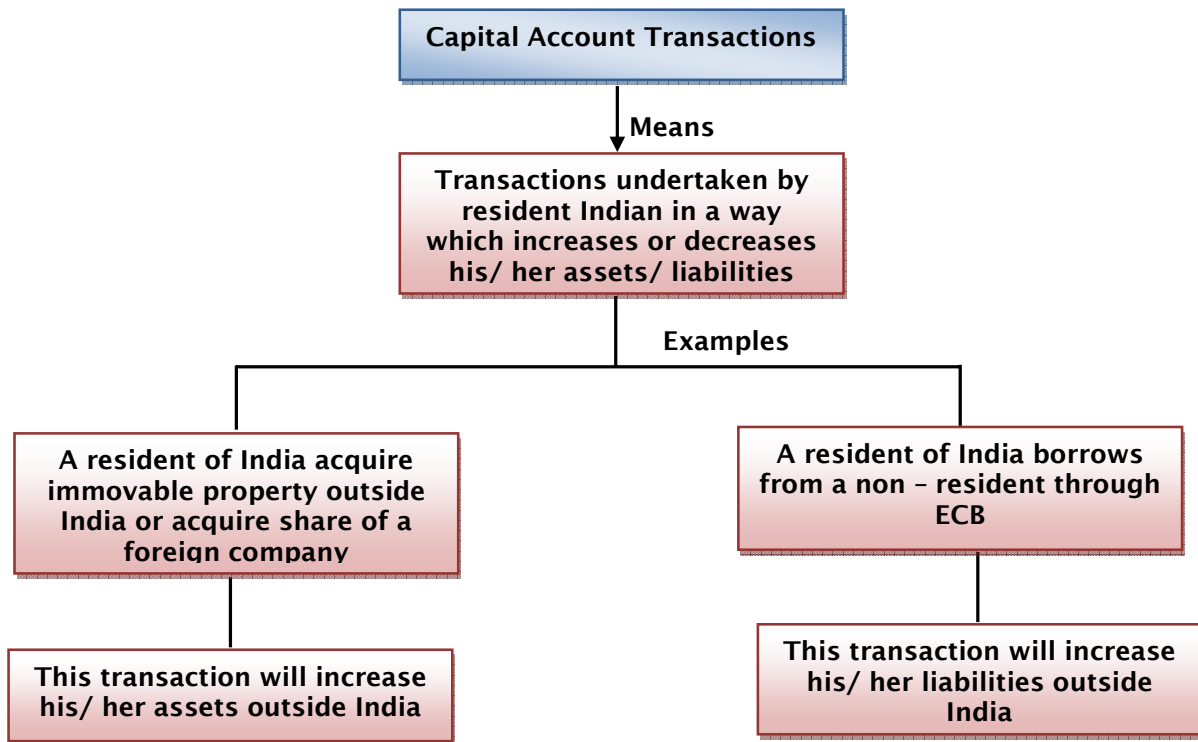 Capital Account Transactions
Means
Transactions undertaken by
resident Indian in a way
which increases or decreases
his/ her assets/ liabilities
Examples
A resident of India acquire
immovable property outside
India or acquire share of a
foreign company
This transaction will increase
his/ her assets outside India
A resident of India borrows
from a non – resident through
ECB
This transaction will increase
his/ her liabilities outside
India